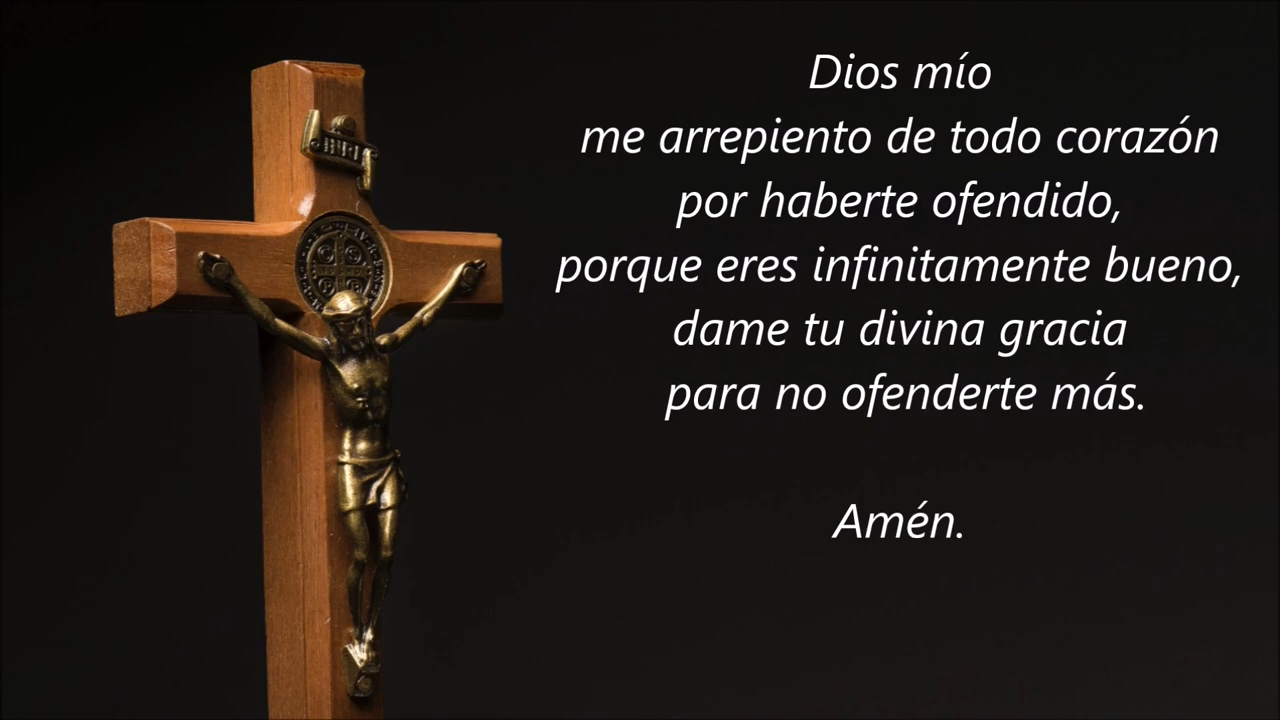 INRI
Dios mío
me arrepiento de todo corazón
por haberte ofendido,
porque eres infinitamente bueno,
dame tu divina gracia
para no ofenderte más.
Amén.